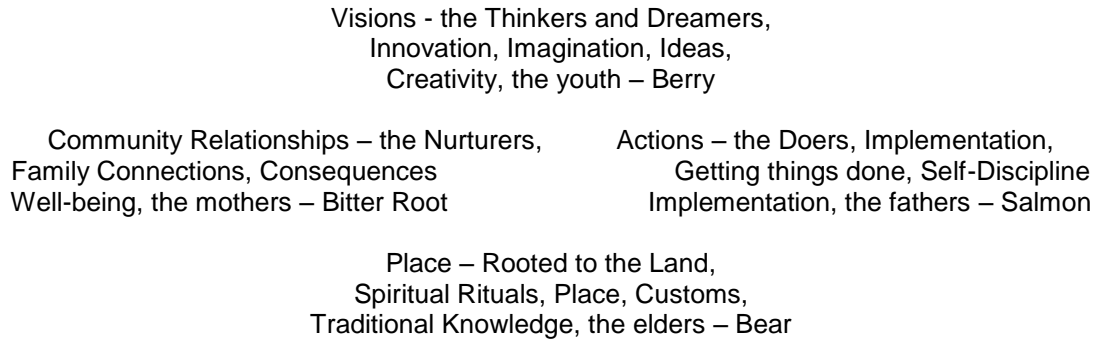 Visions - the Thinkers and Dreamers,
Innovation, Imagination, Ideas,
Creativity, the youth – Berry
Community Relationships – the Nurturers,
Family Connections, Consequences
Well-being, the mothers – Bitter Root
Actions – the Doers, Implementation,
Getting things done, Self-Discipline
Implementation, the fathers – Salmon
Place – Rooted to the Land,
Spiritual Rituals, Place, Customs,
Traditional Knowledge, the elders – Bear